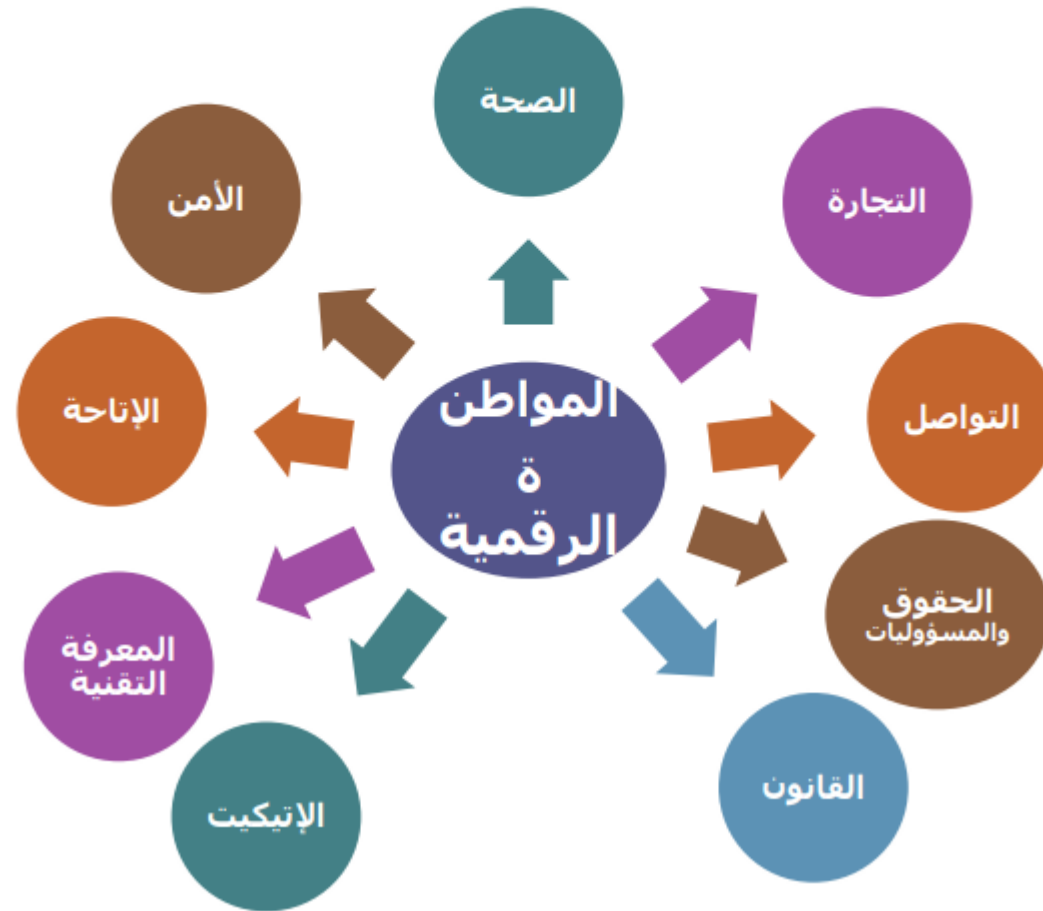 الصحة
التجارة
الأمن
التواصل
الإتاحة
المواطن
ة
الرقمية
الحقوق
والمسؤوليات
المعرفة
التقنية
القانون
الإتيكيت